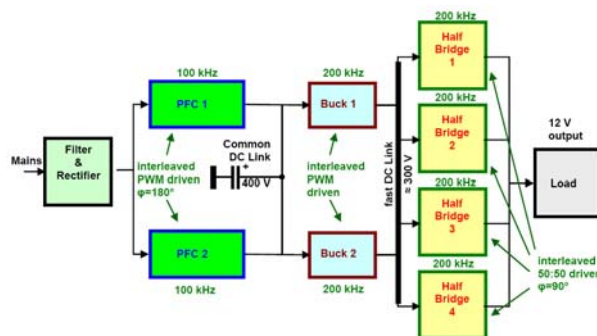 100 kHz
PFC 1
200 kHz
Buck 1
200 kHz
Half
Bridge
1
Mains
Filter
&
Rectifier
interleaved
PWM driven
φ=180°
Common
DC Link
+
400 V
interleaved
PWM
driven
fast DC Link
≈ 300 V
200 kHz
Half
Bridge
2
12 V
output
Load
200 kHz
Half
Bridge
3
PFC 2
100 kHz
Buck 2
200 kHz
200 kHz
Half
Bridge
4
interleaved
50:50 driven
φ=90°